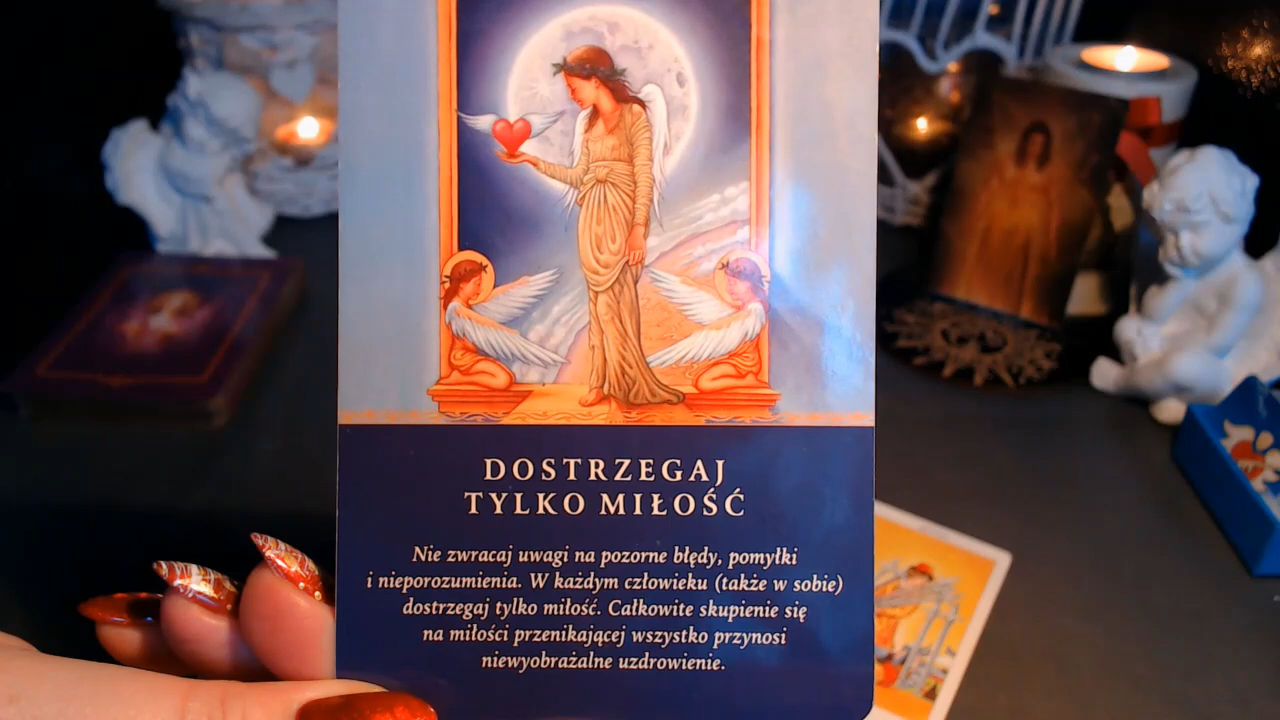 DOSTRZEGAJ
TYLKO MIŁOŚĆ
Nie zwracaj uwagi na pozorne błędy, pomyłki
i nieporozumienia. W każdym człowieku (także w sobie)
dostrzegaj tylko miłość. Całkowite skupienie się
na miłości przenikającej wszystko przynosi
niewyobrażalne uzdrowienie.